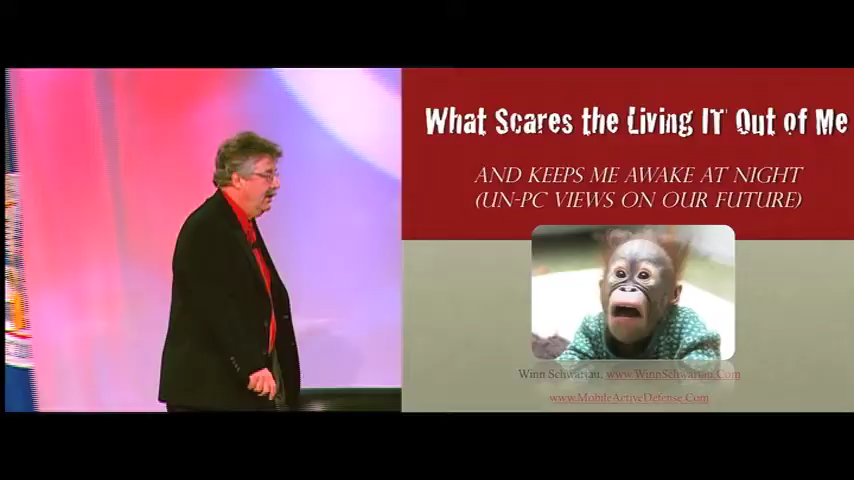 What Scares the Living IT Out of Me
AND KEEPS ME AWAKE AT NIGHT
(UN-PC VIEWS ON OUR FUTURE)
Winn Schwartau, www.WinnSchwartau.Com
www.MobileActiveDefense.Com